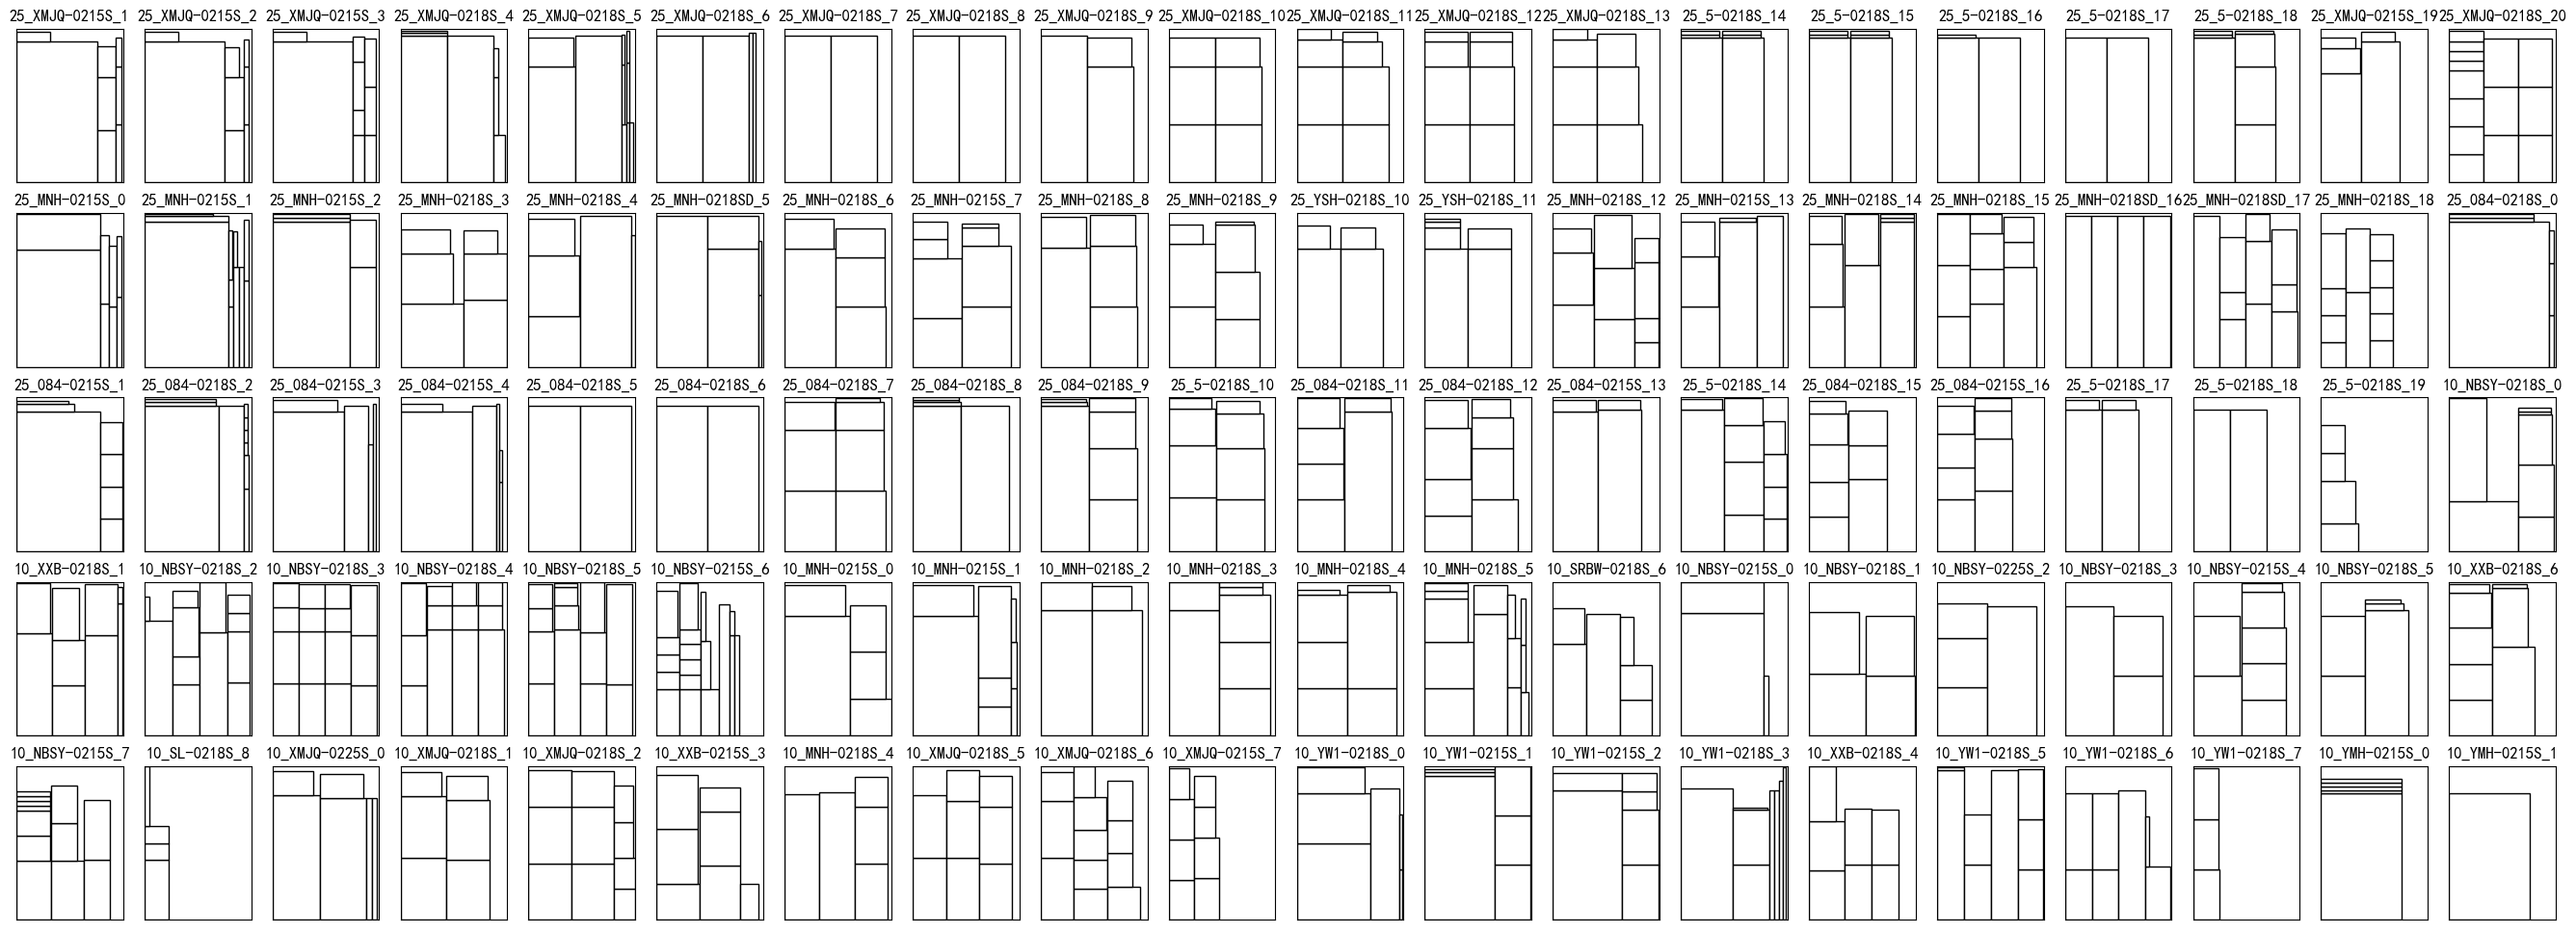 25_XMJQ-0215S_1 25_XMJQ-0215S_2 25_XMJQ-0215S_3 25_XMJQ-0218S_4 25_XMJQ-0218S_5 25_XMJQ-0218S_6 25_XMJQ-0218S_7 25_XMJQ-0218S_8 25_XMJQ-0218S_9 25_XMJQ-0218S_10 25_XMJQ-0218S_11 25_XMJQ-0218S_12 25_XMJQ-0218S_13 25_5-0218S_14 25_5-0218S_15 25_5-0218S_16 25_5-0218S_17 25_5-0218S_18 25_XMJQ-0215S_19 25_XMJQ-0218S_20
25_MNH-0215S_0 25_MNH-0215S_1 25_MNH-0215S_2 25_MNH-0218S_3 25_MNH-0218S_4 25_MNH-0218SD_5 25_MNH-0218S_6 25_MNH-0215S_7 25_MNH-0218S_8 25_MNH-0218S_9 25_YSH-0218S_10 25_YSH-0218S_11 25_MNH-0218S_12 25_MNH-0215S_13 25_MNH-0218S_14 25_MNH-0218S_15 25_MNH-0218SD_16 25_MNH-0218SD_17 25_MNH-0218S_18 25_084-0218S_0
25_084-0215S_1 25_084-0218S_2 25_084-0215S_3 25_084-0215S_4 25_084-0218S_5 25_084-0218S_6 25_084-0218S_7 25_084-0218S_8 25_084-0218S_9 25_5-0218S_10 25_084-0218S_11 25_084-0218S_12 25_084-0215S_13 25_5-0218S_14 25_084-0218S_15 25_084-0215S_16 25_5-0218S_17 25_5-0218S_18 25_5-0218S_19 10_NBSY-0218S_0
10_XXB-0218S_1 10_NBSY-0218S_2 10_NBSY-0218S_3 10_NBSY-0218S_4 10_NBSY-0218S_5 10_NBSY-0215S_6 10_MNH-0215S_0 10_MNH-0215S_1 10_MNH-0218S_2 10_MNH-0218S_3 10_MNH-0218S_4 10_MNH-0218S_5 10_SRBW-0218S_6 10_NBSY-0215S_0 10_NBSY-0218S_1 10_NBSY-0225S_2 10_NBSY-0218S_3 10_NBSY-0215S_4 10_NBSY-0218S_5 10_XXB-0218S_6
10_NBSY-0215S_7 10_SL-0218S_8 10_XMJQ-0225S_0 10_XMJQ-0218S_1 10_XMJQ-0218S_2 10_XXB-0215S_3 10_MNH-0218S_4 10_XMJQ-0218S_5 10_XMJQ-0218S_6 10_XMJQ-0215S_7 10_YW1-0218S_0 10_YW1-0215S_1 10_YW1-0215S_2 10_YW1-0218S_3 10_XXB-0218S_4 10_YW1-0218S_5 10_YW1-0218S_6 10_YW1-0218S_7 10_YMH-0215S_0 10_YMH-0215S_1